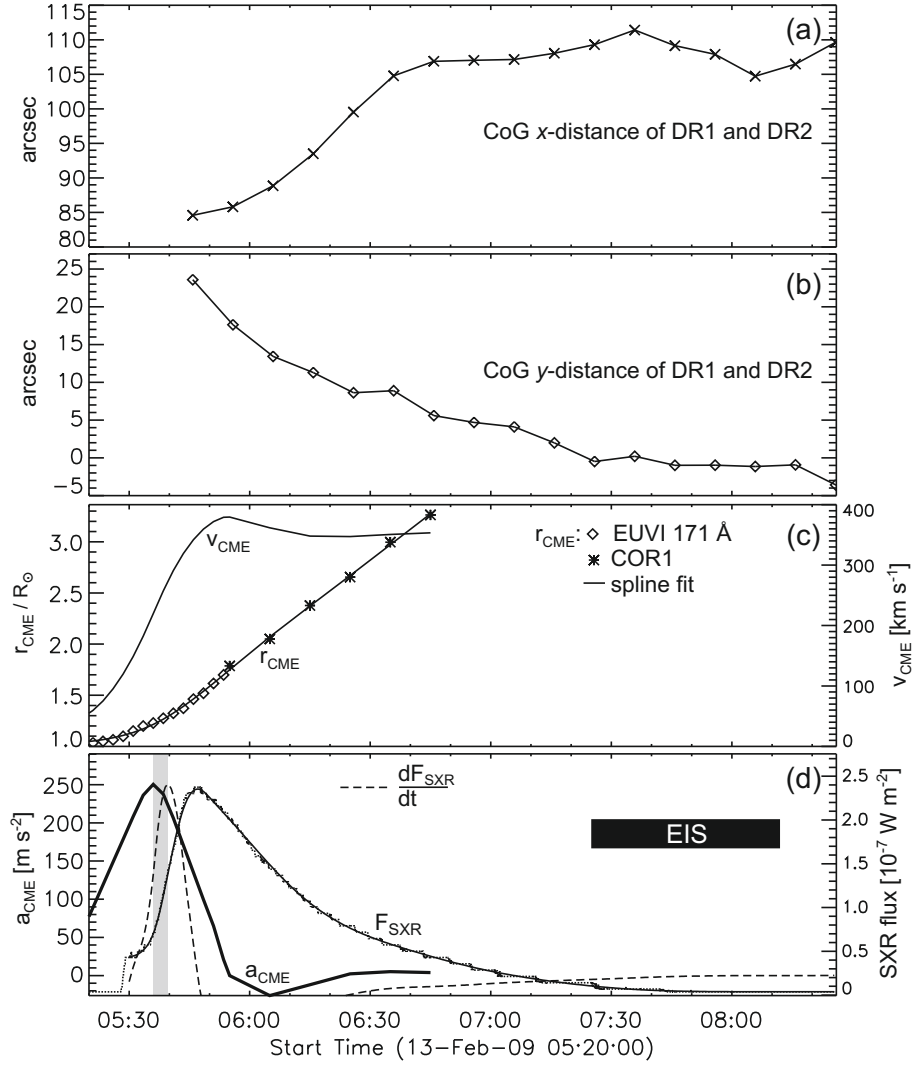 115
110
105
100
95
90
85
80
arcsec
(a)
CoG x-distance of DR1 and DR2
25
20
15
10
5
0
−5
arcsec
(b)
CoG y-distance of DR1 and DR2
3.0
2.5
2.0
1.5
1.0
r_CME / R_⊙
v_CME
r_CME
r_CME: ◇ EUVI 171 Å
COR1
spline fit
(c)
400
300
200
100
0
v_CME [km s⁻¹]
250
200
150
100
50
0
a_CME [m s⁻²]
dF_SXR
dt
(d)
EIS
F_SXR
a_CME
2.5
2.0
1.5
1.0
0.5
0
SXR flux [10⁻⁷ W m⁻²]
05:30 06:00 06:30 07:00 07:30 08:00
Start Time (13-Feb-09 05:20:00)